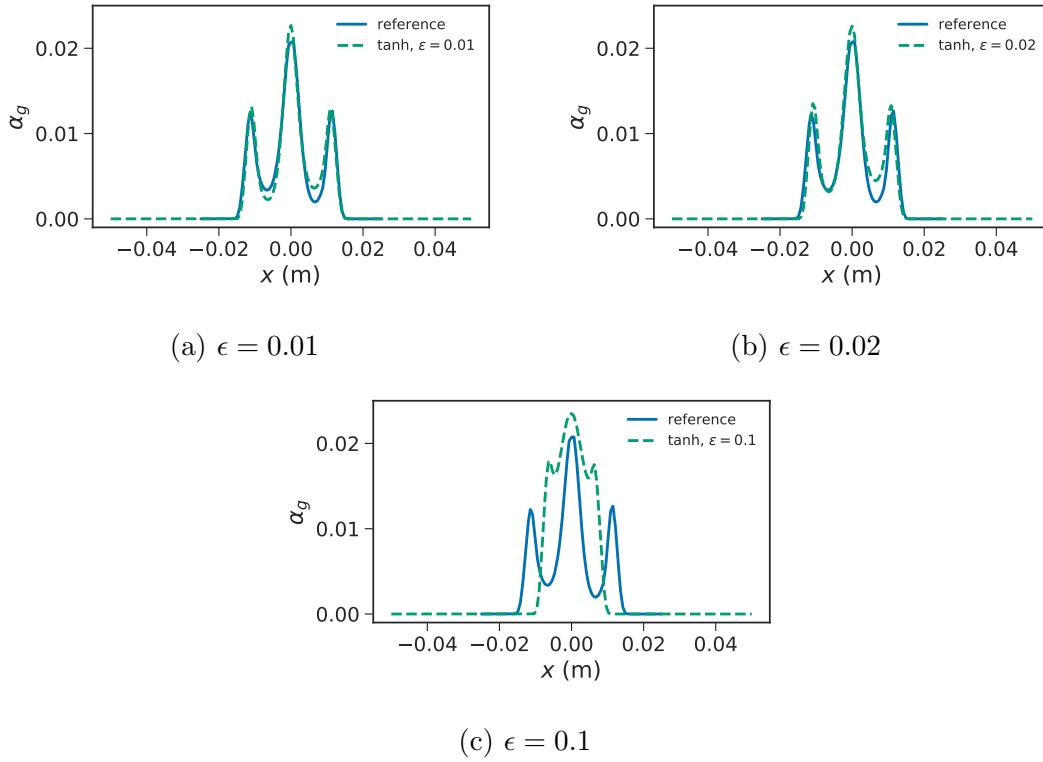 reference
tanh, ε = 0.01
0.02
0.01
0.00
α_g
−0.04 −0.02 0.00 0.02 0.04
x (m)
(a) ϵ = 0.01
reference
tanh, ε = 0.02
0.02
0.01
0.00
α_g
−0.04 −0.02 0.00 0.02 0.04
x (m)
(b) ϵ = 0.02
reference
tanh, ε = 0.1
0.02
0.01
0.00
α_g
−0.04 −0.02 0.00 0.02 0.04
x (m)
(c) ϵ = 0.1